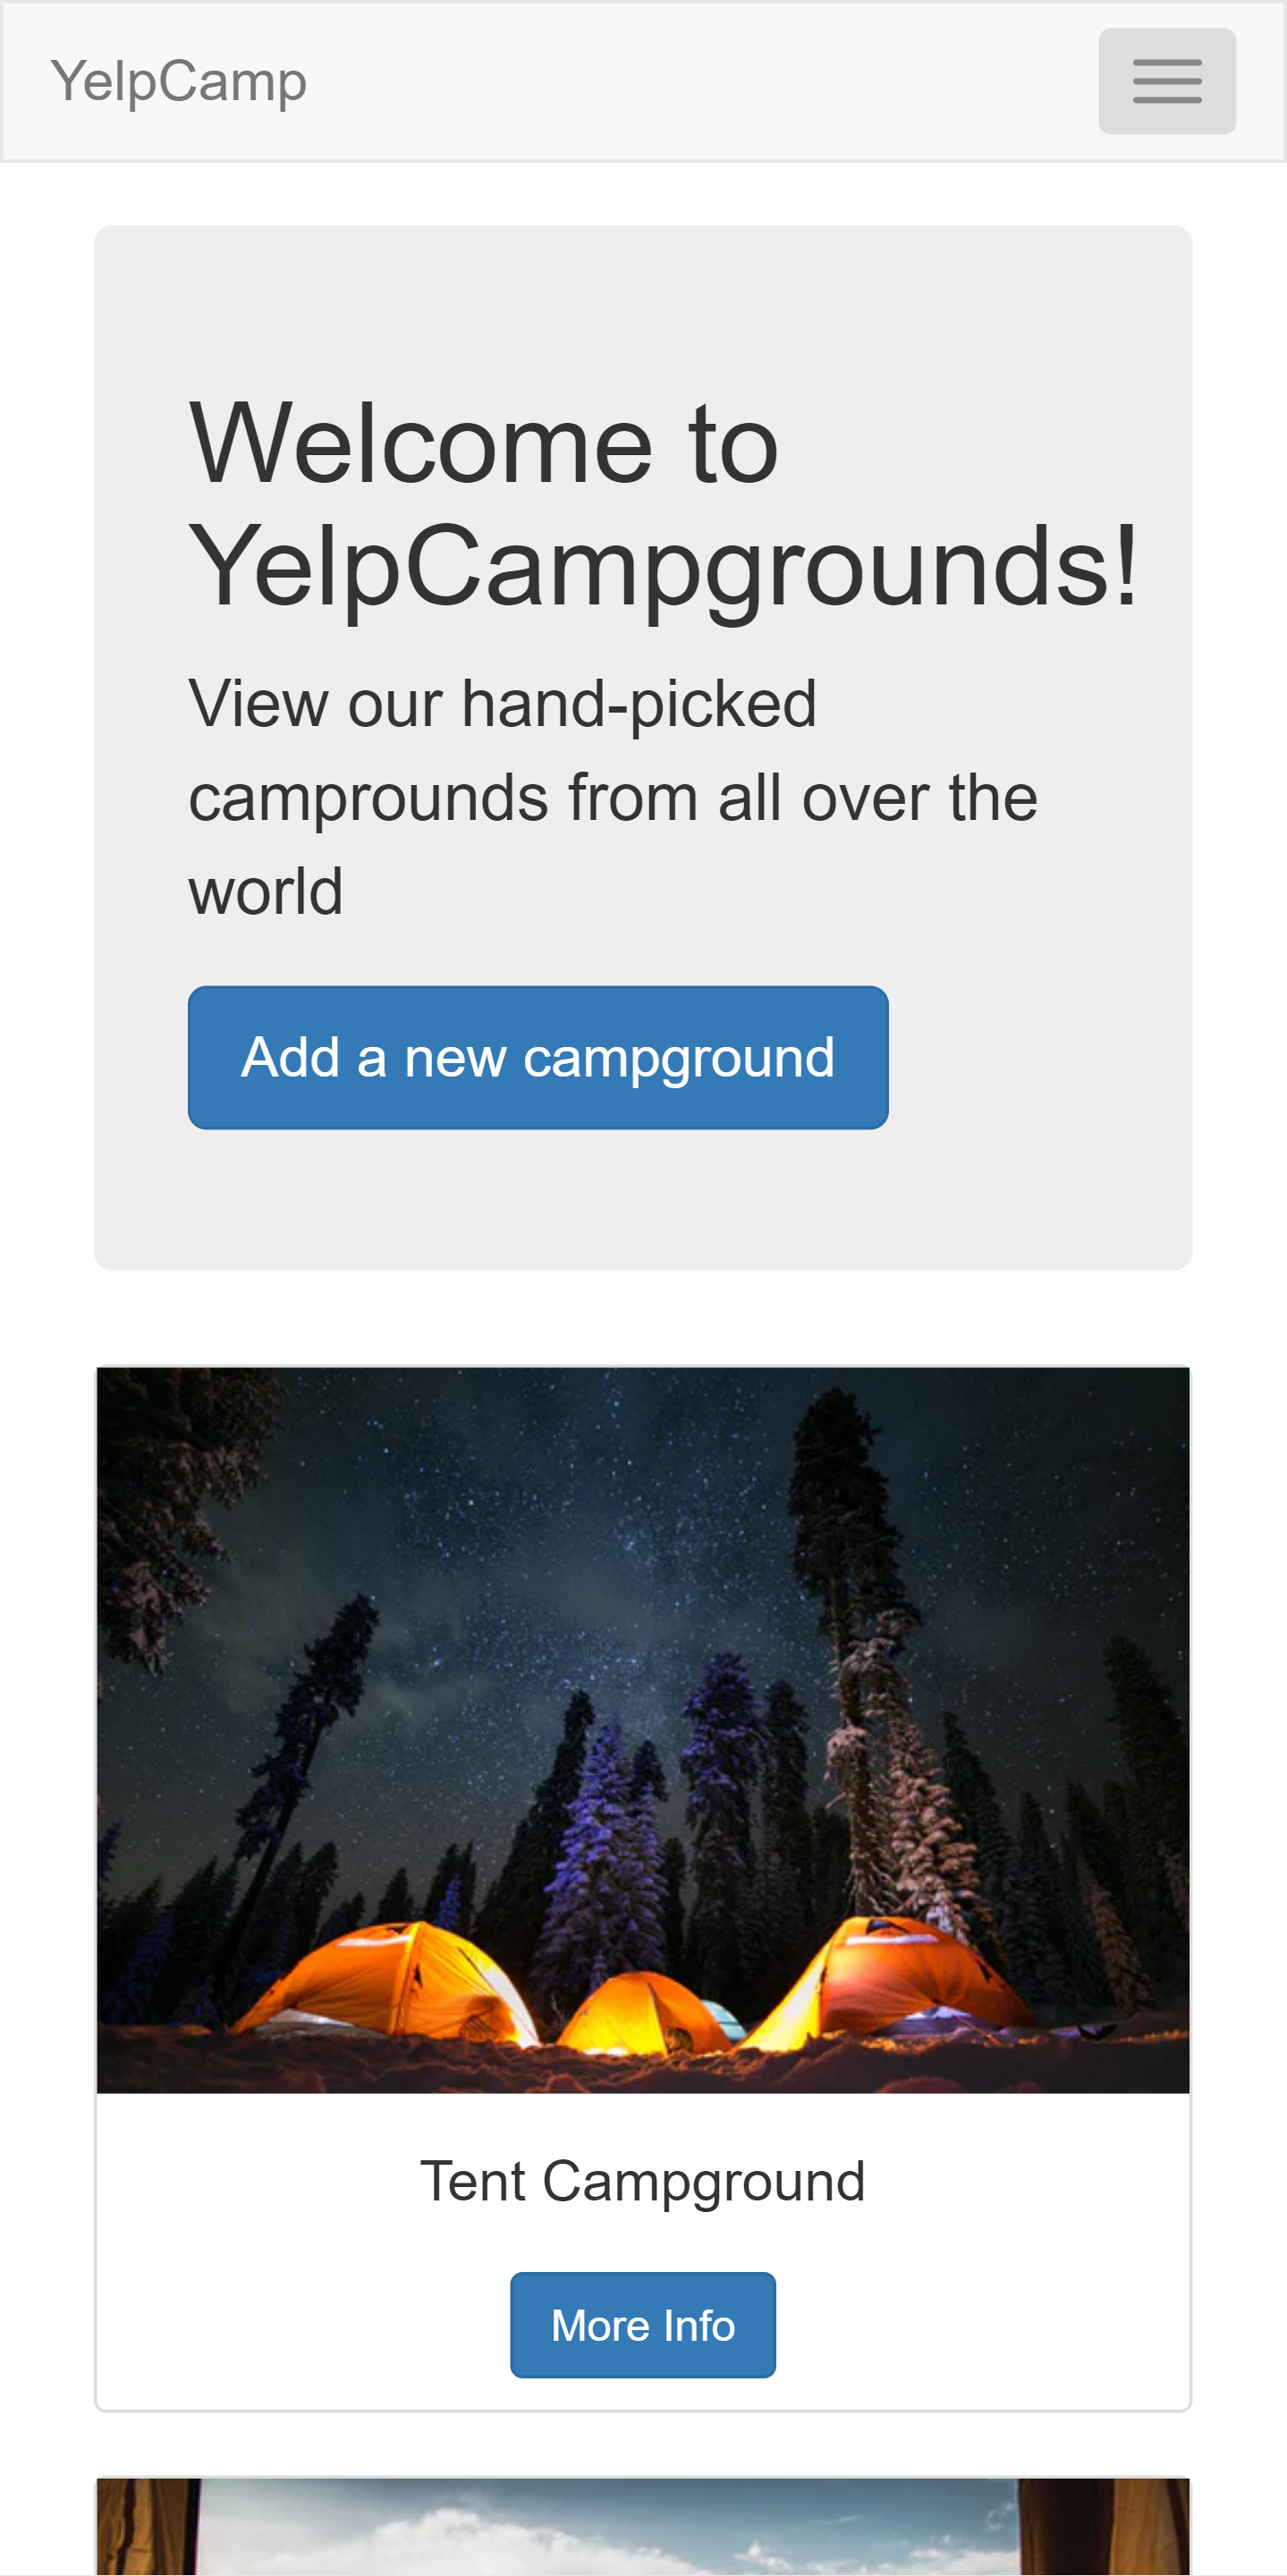 YelpCamp
Welcome to
YelpCampgrounds!
View our hand-picked
camprounds from all over the
world
Add a new campground
Tent Campground
More Info